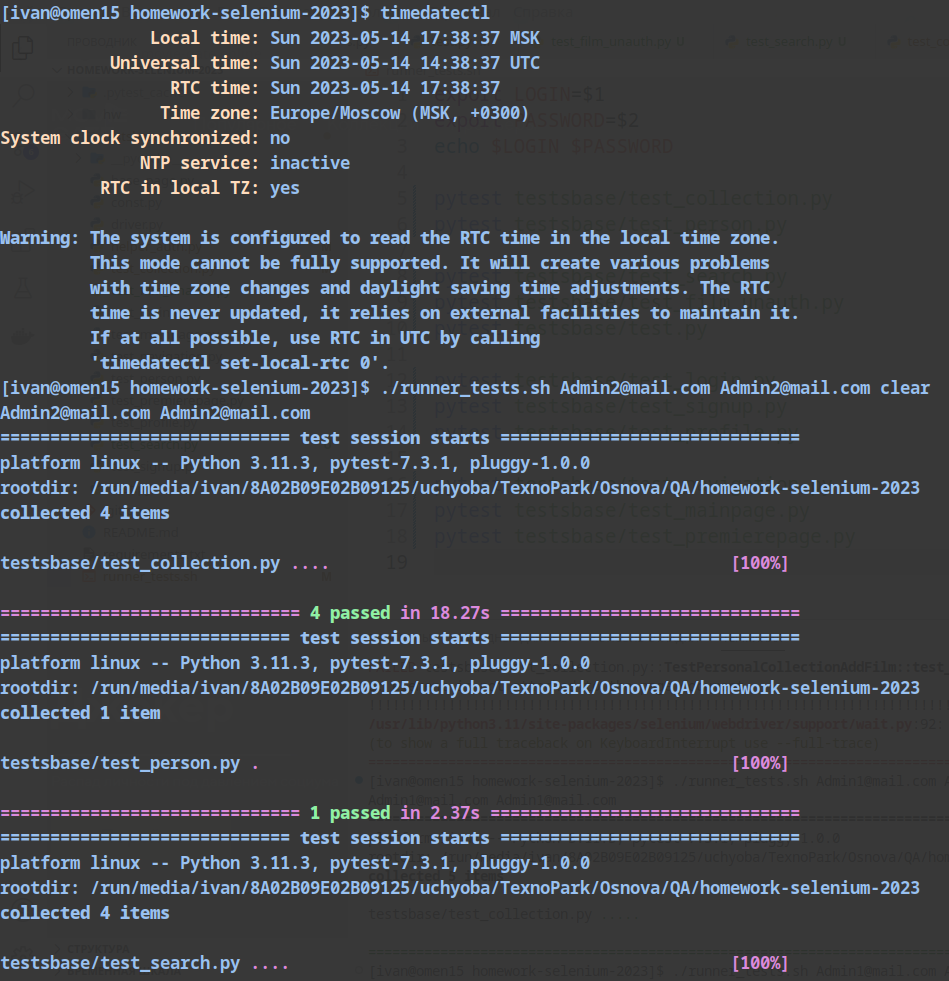 [ivan@omen15 homework-selenium-2023]$ timedatectl
Local time: Sun 2023-05-14 17:38:37 MSK
Universal time: Sun 2023-05-14 14:38:37 UTC
RTC time: Sun 2023-05-14 17:38:37
Time zone: Europe/Moscow (MSK, +0300)
System clock synchronized: no
NTP service: inactive
RTC in local TZ: yes
Warning: The system is configured to read the RTC time in the local time zone.
This mode cannot be fully supported. It will create various problems
with time zone changes and daylight saving time adjustments. The RTC
time is never updated, it relies on external facilities to maintain it.
If at all possible, use RTC in UTC by calling
'timedatectl set-local-rtc 0'.
[ivan@omen15 homework-selenium-2023]$ ./runner_tests.sh Admin2@mail.com Admin2@mail.com clear
Admin2@mail.com Admin2@mail.com
============================= test session starts ==============================
platform linux -- Python 3.11.3, pytest-7.3.1, pluggy-1.0.0
rootdir: /run/media/ivan/8A02B09E02B09125/uchyoba/TexnoPark/Osnova/QA/homework-selenium-2023
collected 4 items
testsbase/test_collection.py .... [100%]
============================== 4 passed in 18.27s ==============================
============================= test session starts ==============================
platform linux -- Python 3.11.3, pytest-7.3.1, pluggy-1.0.0
rootdir: /run/media/ivan/8A02B09E02B09125/uchyoba/TexnoPark/Osnova/QA/homework-selenium-2023
collected 1 item
testsbase/test_person.py . [100%]
============================== 1 passed in 2.37s ===============================
============================= test session starts ==============================
platform linux -- Python 3.11.3, pytest-7.3.1, pluggy-1.0.0
rootdir: /run/media/ivan/8A02B09E02B09125/uchyoba/TexnoPark/Osnova/QA/homework-selenium-2023
collected 4 items
testsbase/test_search.py .... [100%]